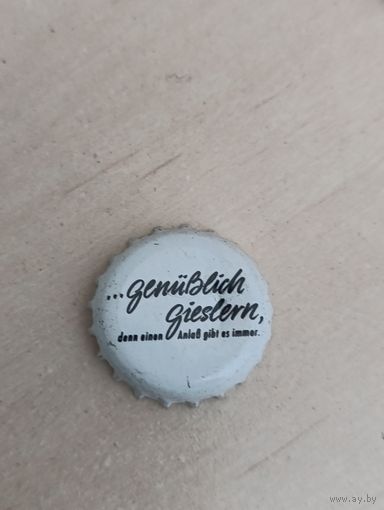 ...genüßlich
gieslern,
denn einen Anlaß gibt es immer.
www.ay.by